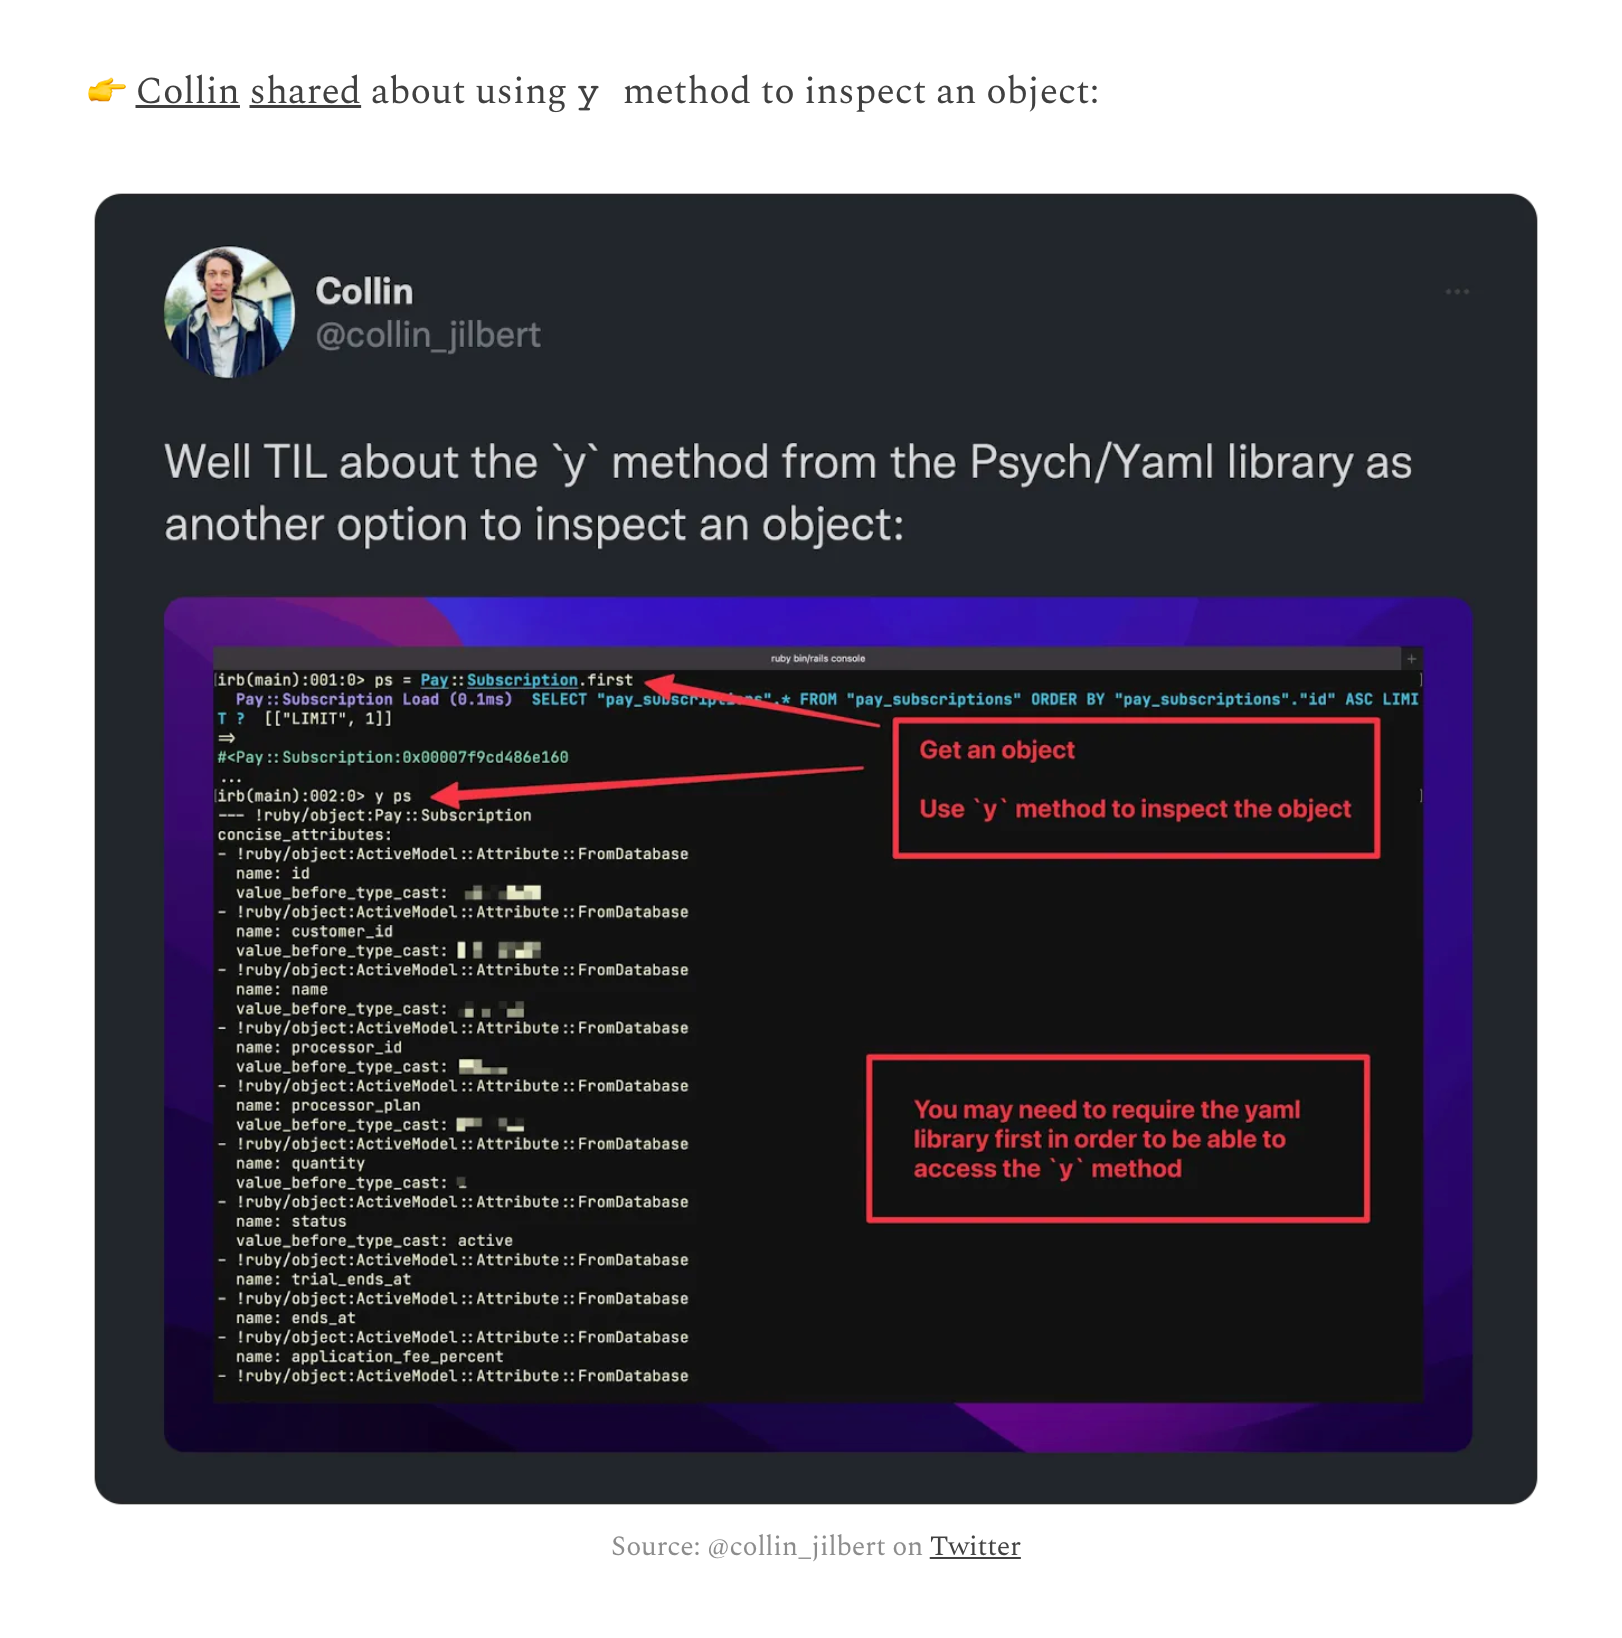 👉 Collin shared about using y method to inspect an object:
Collin
@collin_jilbert
Well TIL about the `y` method from the Psych/Yaml library as
another option to inspect an object:
ruby bin/rails console
irb(main):001:0> ps = Pay::Subscription.first
Pay::Subscription Load (0.1ms) SELECT "pay_subscriptions".* FROM "pay_subscriptions" ORDER BY "pay_subscriptions"."id" ASC LIMI
T ? [["LIMIT", 1]]
=>
#<Pay::Subscription:0x00007f9cd486e160
...
irb(main):002:0> y ps
--- !ruby/object:Pay::Subscription
concise_attributes:
- !ruby/object:ActiveModel::Attribute::FromDatabase
name: id
value_before_type_cast:
- !ruby/object:ActiveModel::Attribute::FromDatabase
name: customer_id
value_before_type_cast:
- !ruby/object:ActiveModel::Attribute::FromDatabase
name: name
value_before_type_cast:
- !ruby/object:ActiveModel::Attribute::FromDatabase
name: processor_id
value_before_type_cast:
- !ruby/object:ActiveModel::Attribute::FromDatabase
name: processor_plan
value_before_type_cast:
- !ruby/object:ActiveModel::Attribute::FromDatabase
name: quantity
value_before_type_cast:
- !ruby/object:ActiveModel::Attribute::FromDatabase
name: status
value_before_type_cast: active
- !ruby/object:ActiveModel::Attribute::FromDatabase
name: trial_ends_at
- !ruby/object:ActiveModel::Attribute::FromDatabase
name: ends_at
- !ruby/object:ActiveModel::Attribute::FromDatabase
name: application_fee_percent
- !ruby/object:ActiveModel::Attribute::FromDatabase
Get an object
Use `y` method to inspect the object
You may need to require the yaml
library first in order to be able to
access the `y` method
Source: @collin_jilbert on Twitter